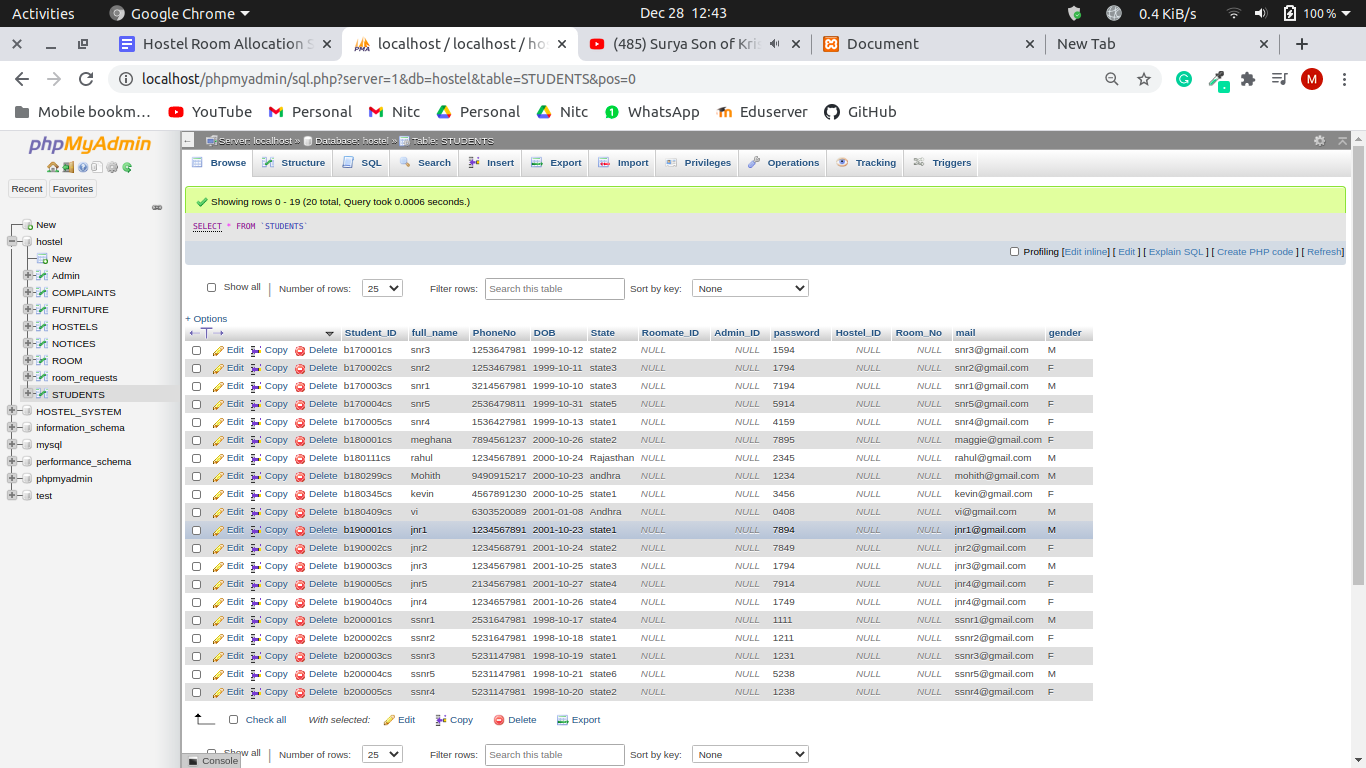 Activities Google Chrome Dec 28 12:43 0.4 KiB/s 100 %
Hostel Room Allocation S localhost / localhost / ho (485) Surya Son of Kris Document New Tab
localhost/phpmyadmin/sql.php?server=1&db=hostel&table=STUDENTS&pos=0 M
Mobile bookm... YouTube Personal Nitc Personal Nitc WhatsApp Eduserver GitHub
phpMyAdmin
Recent Favorites
New
hostel
New
Admin
COMPLAINTS
FURNITURE
HOSTELS
NOTICES
ROOM
room_requests
STUDENTS
HOSTEL_SYSTEM
information_schema
mysql
performance_schema
phpmyadmin
test
Server: localhost » Database: hostel » Table: STUDENTS
Browse Structure SQL Search Insert Export Import Privileges Operations Tracking Triggers
Showing rows 0 - 19 (20 total, Query took 0.0006 seconds.)
SELECT * FROM `STUDENTS`
Profiling [Edit inline] [ Edit ] [ Explain SQL ] [ Create PHP code ] [ Refresh]
Show all Number of rows: 25 Filter rows: Search this table Sort by key: None
+ Options
Student_ID full_name PhoneNo DOB State Roomate_ID Admin_ID password Hostel_ID Room_No mail gender
Edit Copy Delete b170001cs snr3 1253647981 1999-10-12 state2 NULL NULL 1594 NULL NULL snr3@gmail.com M
Edit Copy Delete b170002cs snr2 1253467981 1999-10-11 state3 NULL NULL 1794 NULL NULL snr2@gmail.com F
Edit Copy Delete b170003cs snr1 3214567981 1999-10-10 state3 NULL NULL 7194 NULL NULL snr1@gmail.com M
Edit Copy Delete b170004cs snr5 2536479811 1999-10-31 state5 NULL NULL 5914 NULL NULL snr5@gmail.com F
Edit Copy Delete b170005cs snr4 1536427981 1999-10-13 state1 NULL NULL 4159 NULL NULL snr4@gmail.com F
Edit Copy Delete b180001cs meghana 7894561237 2000-10-26 state2 NULL NULL 7895 NULL NULL maggie@gmail.com F
Edit Copy Delete b180111cs rahul 1234567891 2000-10-24 Rajasthan NULL NULL 2345 NULL NULL rahul@gmail.com M
Edit Copy Delete b180299cs Mohith 9490915217 2000-10-23 andhra NULL NULL 1234 NULL NULL mohith@gmail.com M
Edit Copy Delete b180345cs kevin 4567891230 2000-10-25 state1 NULL NULL 3456 NULL NULL kevin@gmail.com F
Edit Copy Delete b180409cs vi 6303520089 2001-01-08 Andhra NULL NULL 0408 NULL NULL vi@gmail.com M
Edit Copy Delete b190001cs jnr1 1234567891 2001-10-23 state1 NULL NULL 7894 NULL NULL jnr1@gmail.com M
Edit Copy Delete b190002cs jnr2 1234568791 2001-10-24 state2 NULL NULL 7849 NULL NULL jnr2@gmail.com F
Edit Copy Delete b190003cs jnr3 1234567981 2001-10-25 state3 NULL NULL 1794 NULL NULL jnr3@gmail.com M
Edit Copy Delete b190005cs jnr5 2134567981 2001-10-27 state4 NULL NULL 7914 NULL NULL jnr4@gmail.com F
Edit Copy Delete b190040cs jnr4 1234657981 2001-10-26 state4 NULL NULL 1749 NULL NULL jnr4@gmail.com F
Edit Copy Delete b200001cs ssnr1 2531647981 1998-10-17 state4 NULL NULL 1111 NULL NULL ssnr1@gmail.com M
Edit Copy Delete b200002cs ssnr2 5231647981 1998-10-18 state1 NULL NULL 1211 NULL NULL ssnr2@gmail.com F
Edit Copy Delete b200003cs ssnr3 5231147981 1998-10-19 state1 NULL NULL 1231 NULL NULL ssnr3@gmail.com F
Edit Copy Delete b200004cs ssnr5 5231147981 1998-10-21 state6 NULL NULL 5238 NULL NULL ssnr5@gmail.com M
Edit Copy Delete b200005cs ssnr4 5231147981 1998-10-20 state2 NULL NULL 1238 NULL NULL ssnr4@gmail.com F
Check all With selected: Edit Copy Delete Export
Show all Number of rows: 25 Filter rows: Search this table Sort by key: None
Console